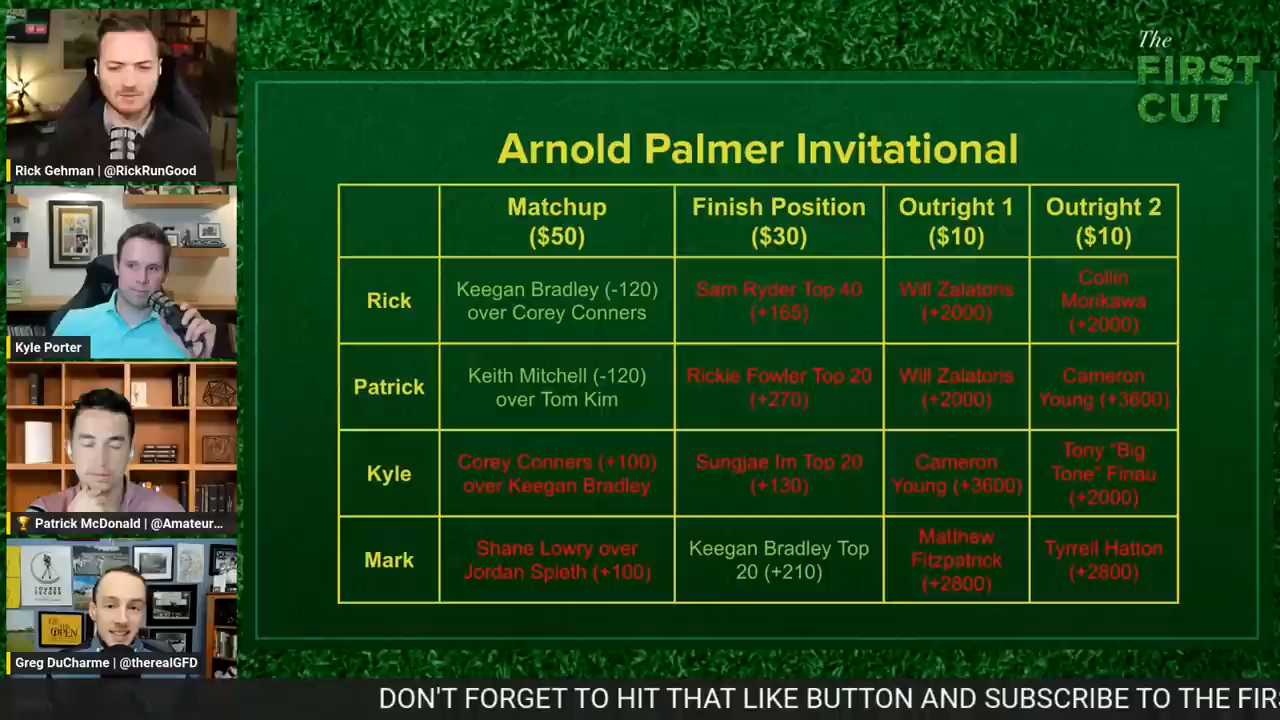 The
FIRST
CUT
Rick Gehman | @RickRunGood
Kyle Porter
🏆 Patrick McDonald | @Amateur...
Greg DuCharme | @therealGFD
Arnold Palmer Invitational
Matchup
($50)
Finish Position
($30)
Outright 1
($10)
Outright 2
($10)
Rick
Keegan Bradley (-120)
over Corey Conners
Sam Ryder Top 40
(+165)
Will Zalatoris
(+2000)
Collin
Morikawa
(+2000)
Patrick
Keith Mitchell (-120)
over Tom Kim
Rickie Fowler Top 20
(+270)
Will Zalatoris
(+2000)
Cameron
Young (+3600)
Kyle
Corey Conners (+100)
over Keegan Bradley
Sungjae Im Top 20
(+130)
Cameron
Young (+3600)
Tony "Big
Tone" Finau
(+2000)
Mark
Shane Lowry over
Jordan Spieth (+100)
Keegan Bradley Top
20 (+210)
Matthew
Fitzpatrick
(+2800)
Tyrrell Hatton
(+2800)
DON'T FORGET TO HIT THAT LIKE BUTTON AND SUBSCRIBE TO THE FIRS